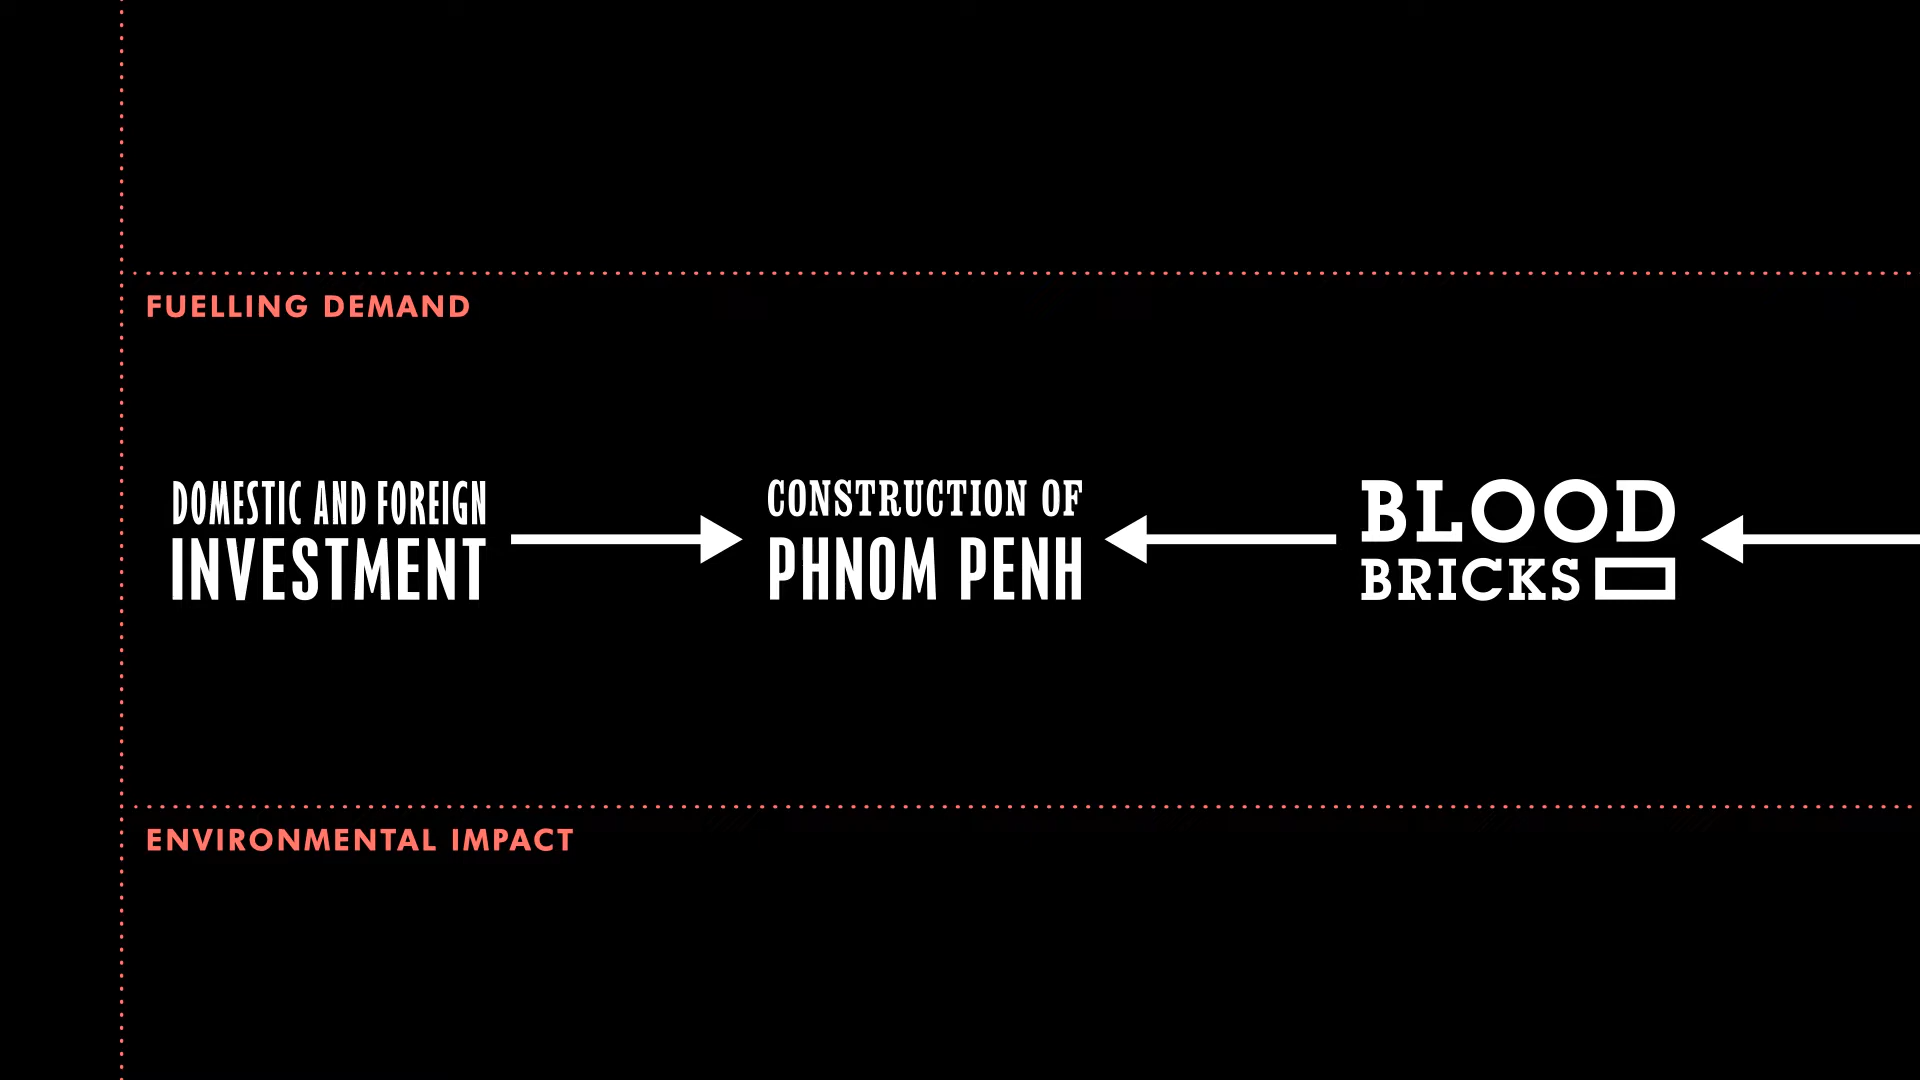 FUELLING DEMAND
DOMESTIC AND FOREIGN
INVESTMENT
CONSTRUCTION OF
PHNOM PENH
BLOOD
BRICKS
ENVIRONMENTAL IMPACT